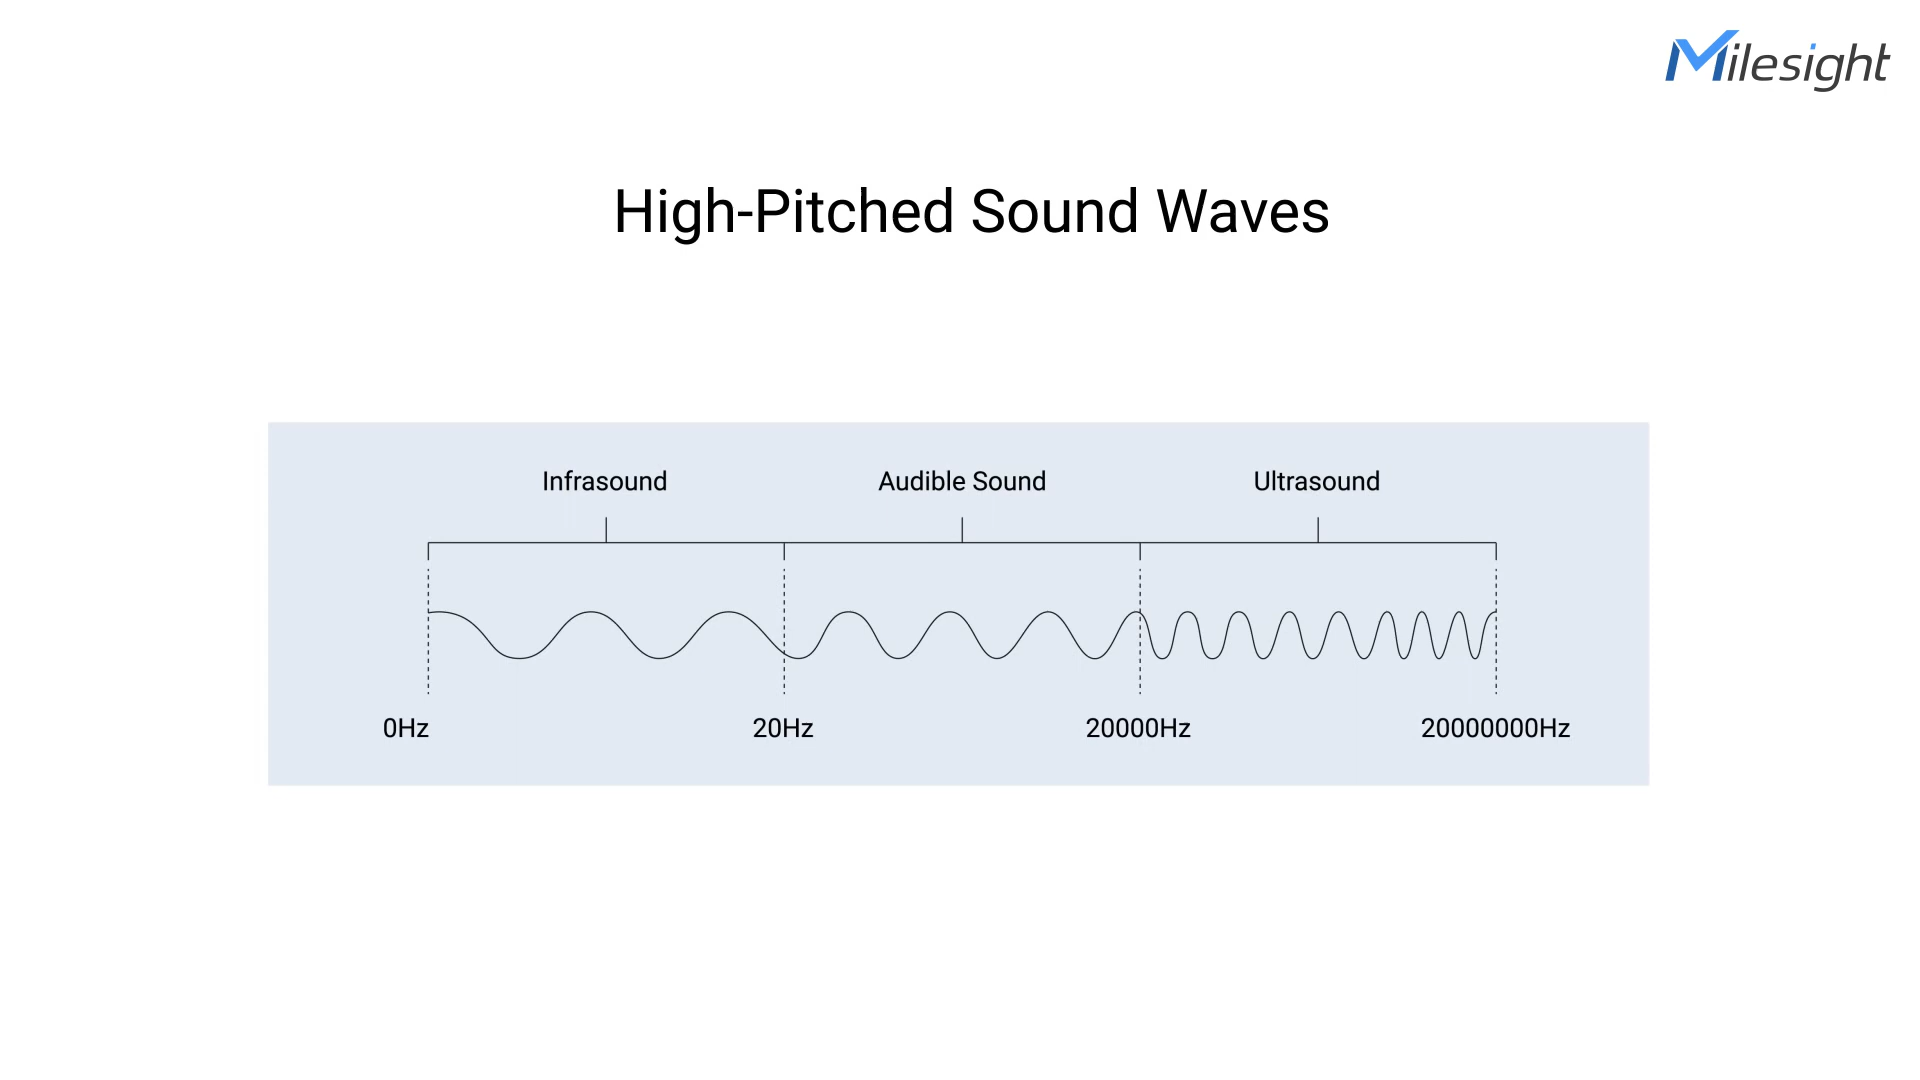 Milesight
High-Pitched Sound Waves
Infrasound Audible Sound Ultrasound
0Hz 20Hz 20000Hz 20000000Hz